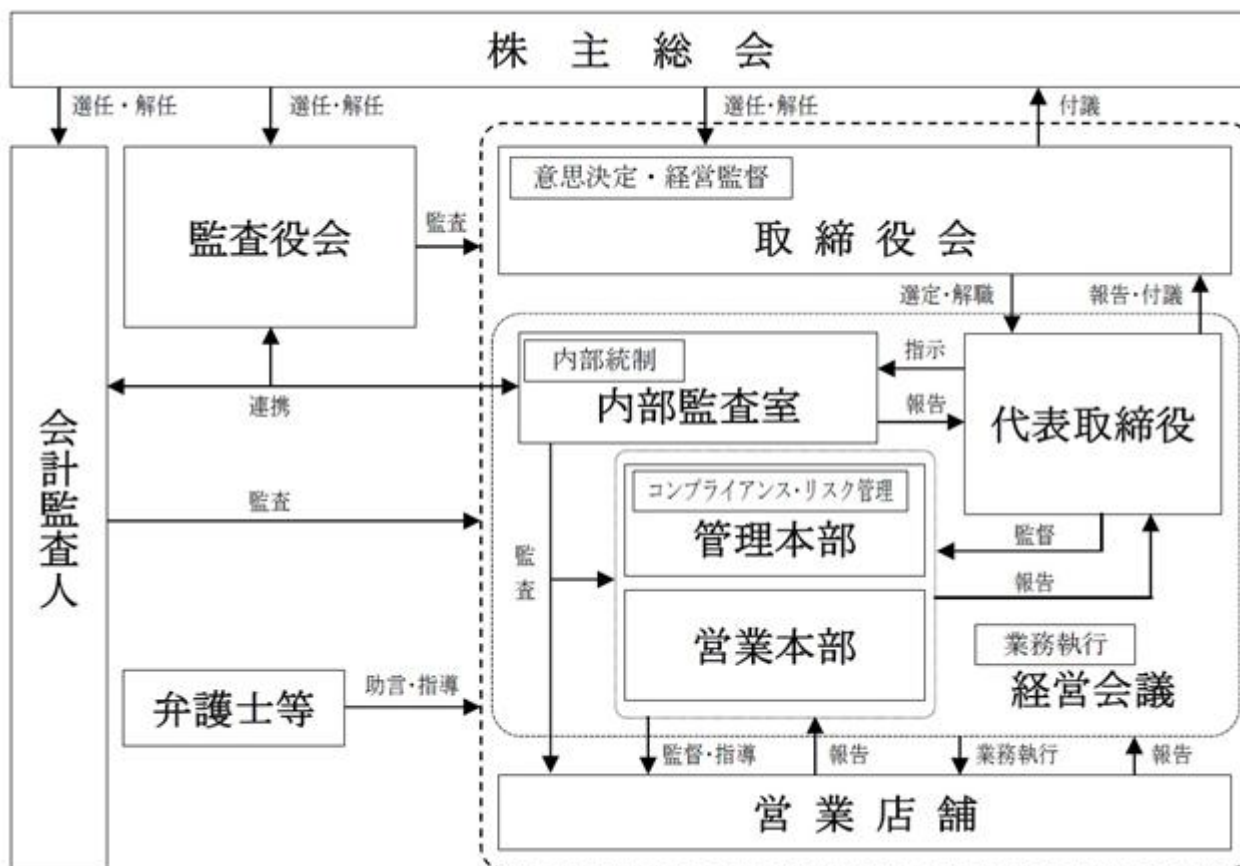 株主総会
選任・解任
選任・解任
選任・解任
付議
意思決定・経営監督
取締役会
監査役会
監査
選定・解職
報告・付議
内部統制
内部監査室
指示
報告
代表取締役
連携
会計監査人
監査
コンプライアンス・リスク管理
管理本部
監督
監査
報告
営業本部
業務執行
経営会議
弁護士等
助言・指導
監督・指導
報告
業務執行
報告
営業店舗